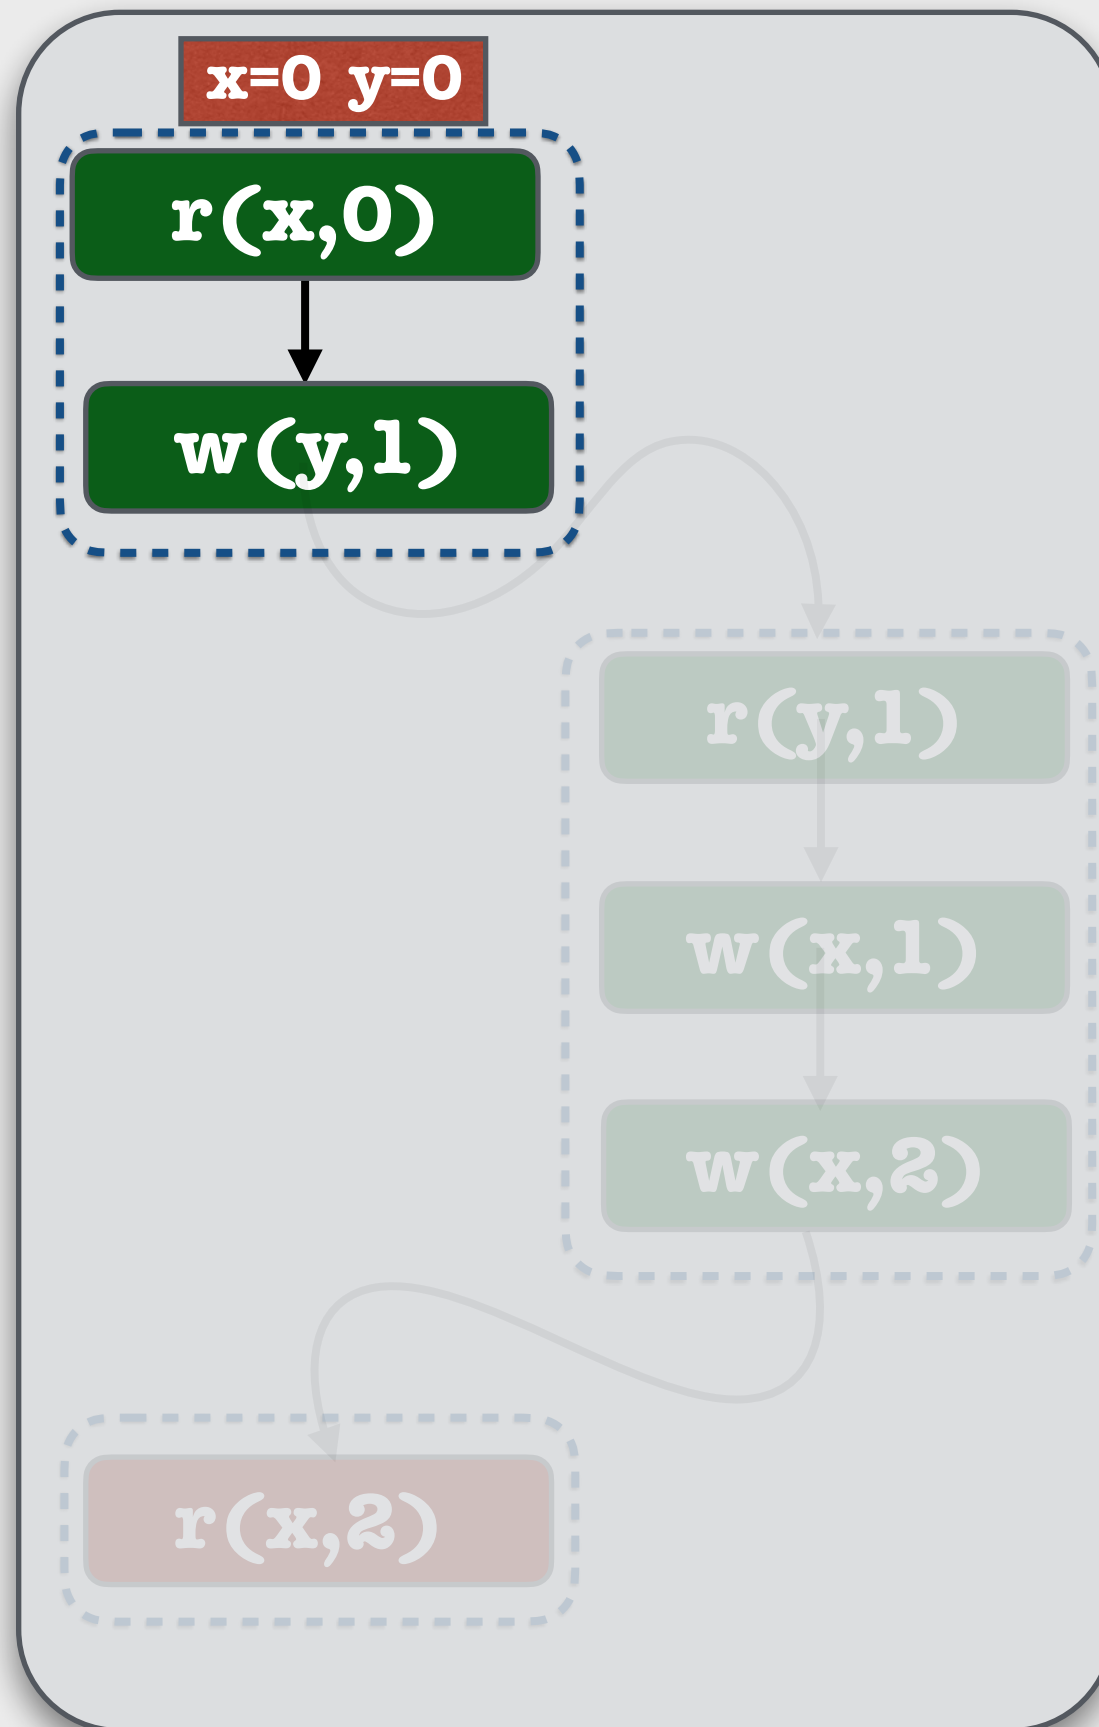 x=0 y=0
r(x,0)
w(y,1)
r(y,1)
w(x,1)
w(x,2)
r(x,2)